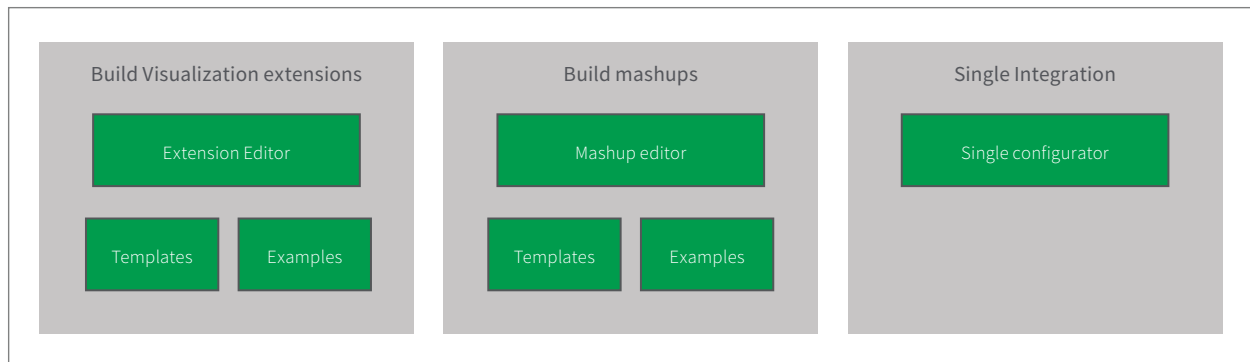 Build Visualization extensions
Extension Editor
Templates
Examples
Build mashups
Mashup editor
Templates
Examples
Single Integration
Single configurator